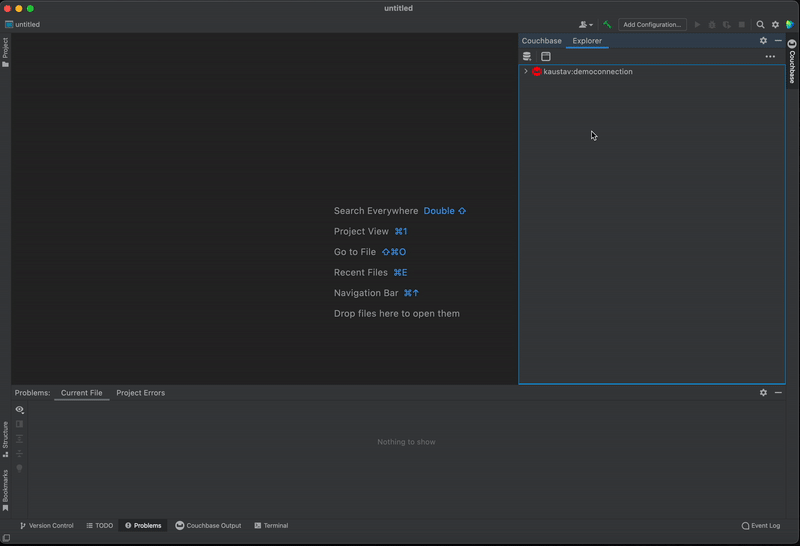 untitled
untitled
Add Configuration...
Project
Couchbase Explorer
Couchbase
kaustav:democonnection
Search Everywhere Double ⇧
Project View ⌘1
Go to File ⇧⌘O
Recent Files ⌘E
Navigation Bar ⌘↑
Drop files here to open them
Problems: Current File Project Errors
Nothing to show
Structure
Bookmarks
Version Control TODO Problems Couchbase Output Terminal Event Log